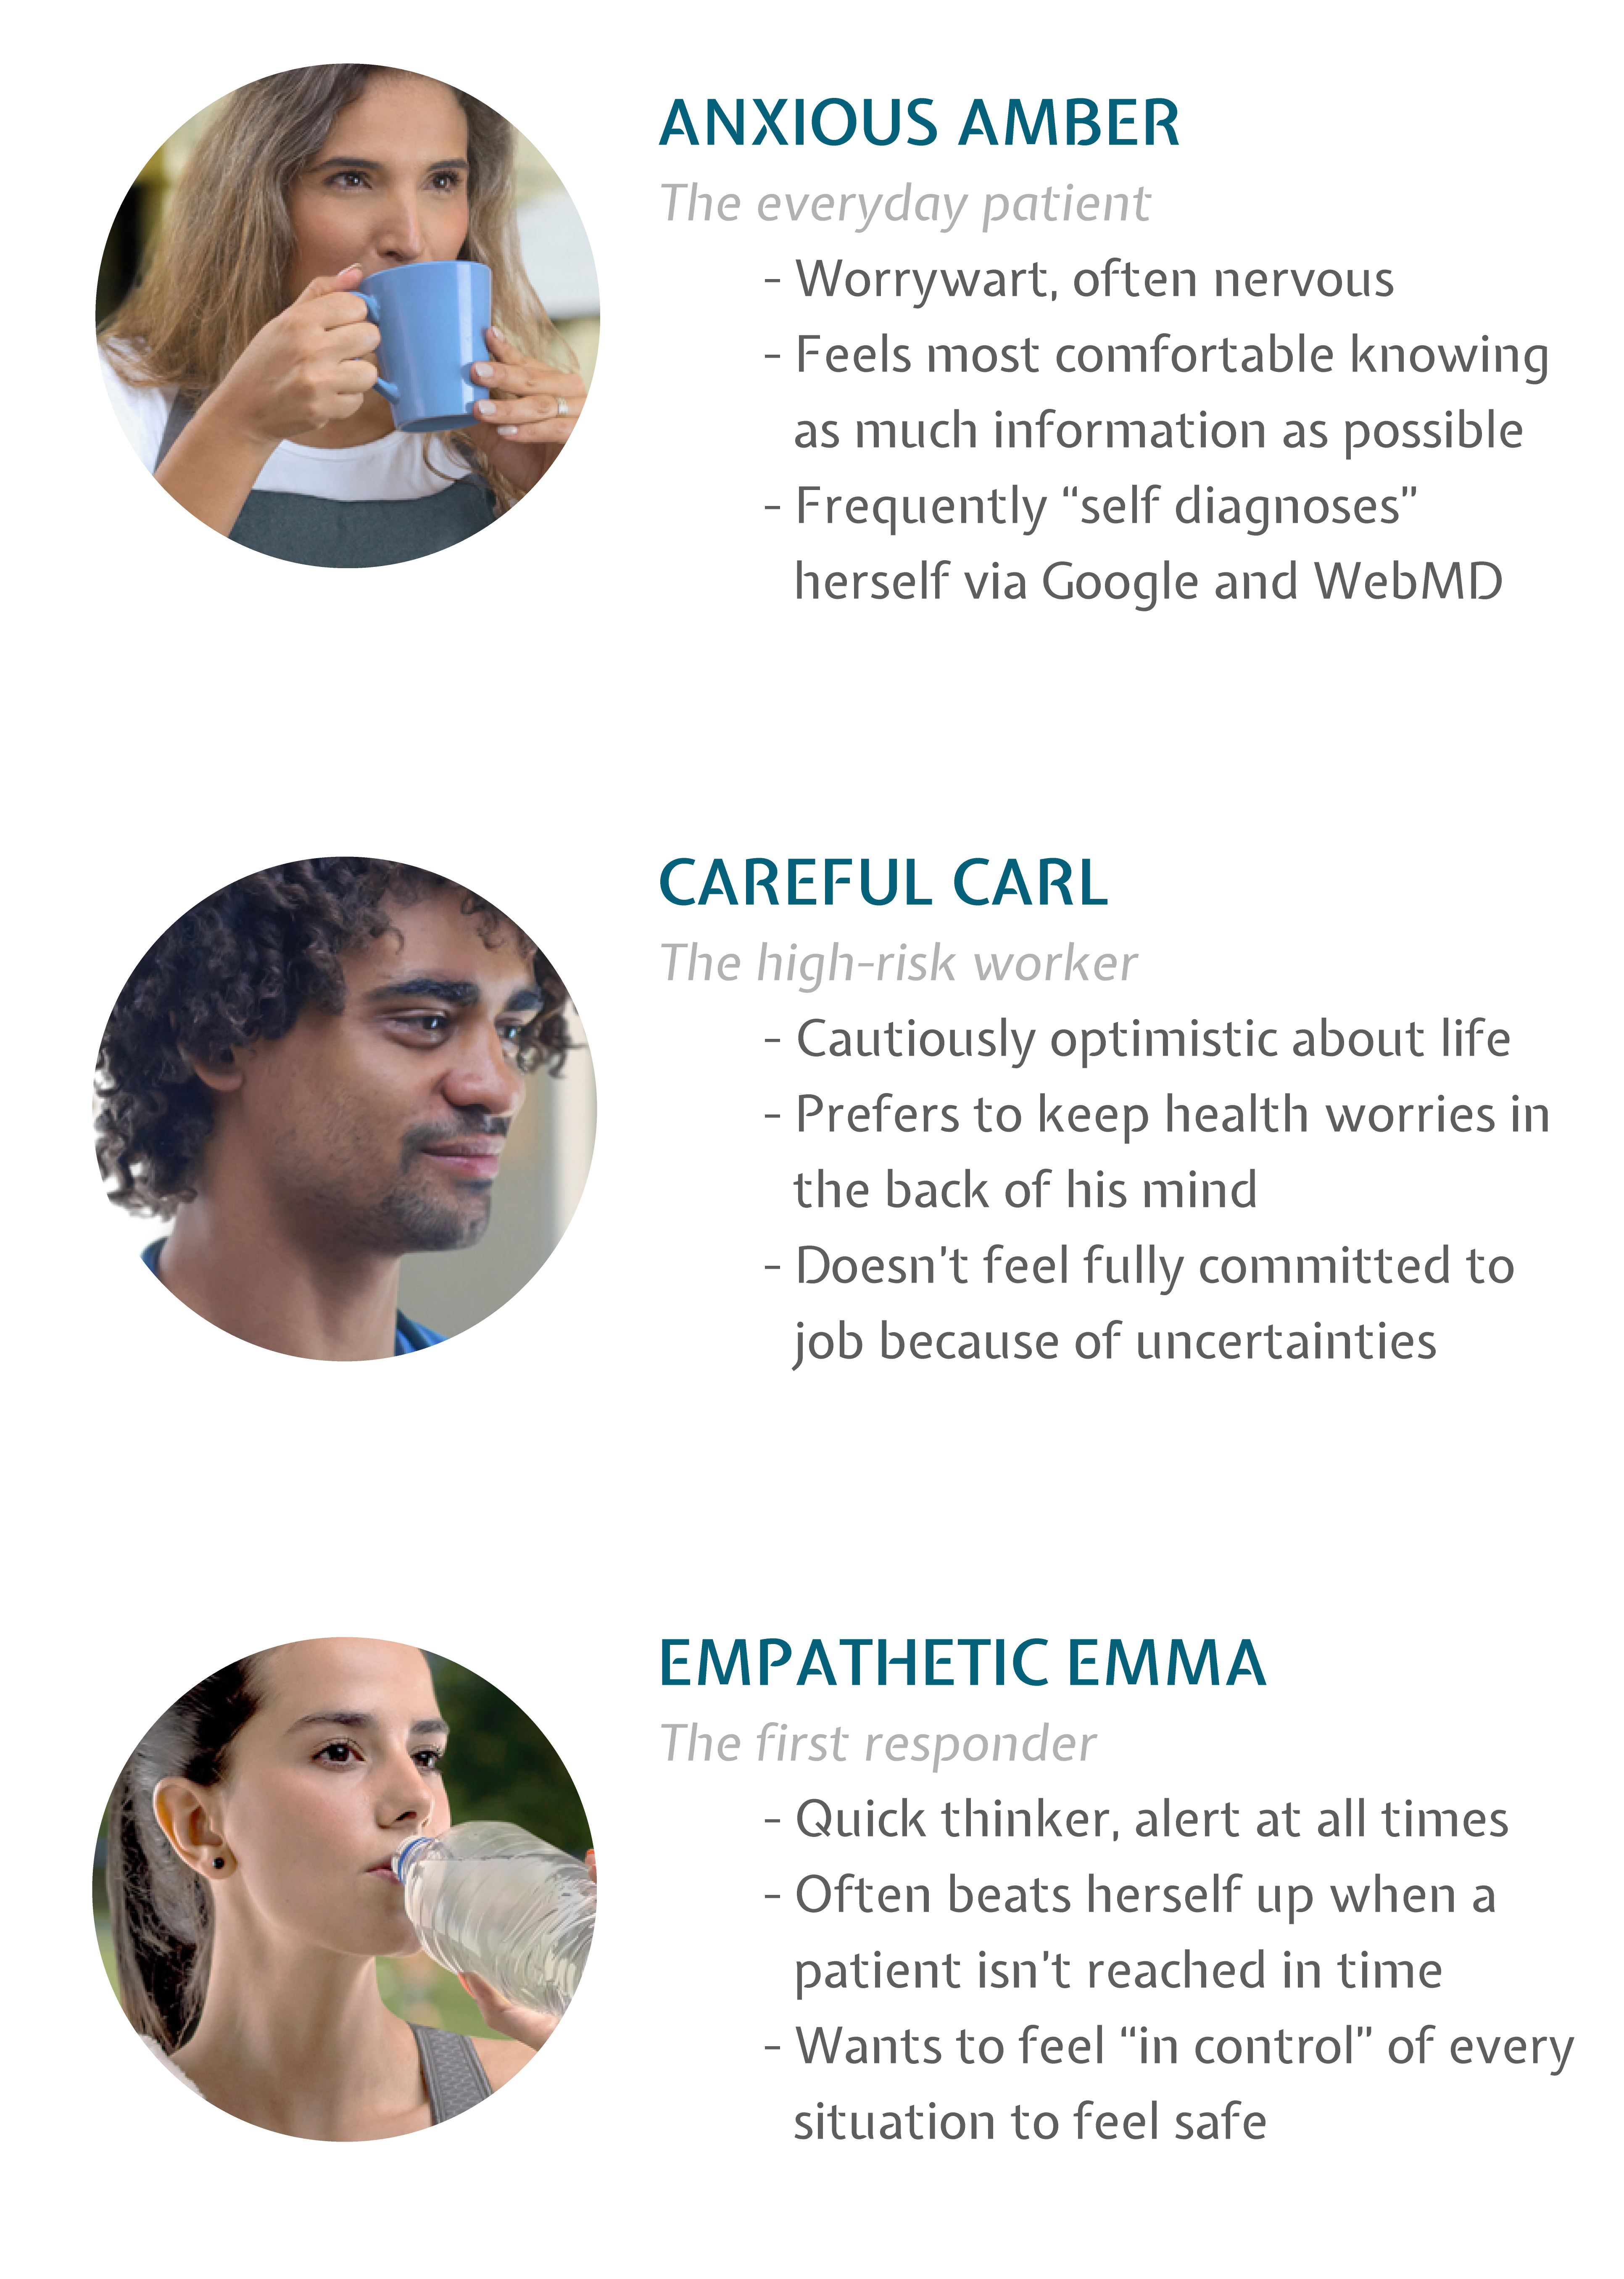 ANXIOUS AMBER
The everyday patient
- Worrywart, often nervous
- Feels most comfortable knowing
as much information as possible
- Frequently “self diagnoses”
herself via Google and WebMD
CAREFUL CARL
The high-risk worker
- Cautiously optimistic about life
- Prefers to keep health worries in
the back of his mind
- Doesn't feel fully committed to
job because of uncertainties
EMPATHETIC EMMA
The first responder
- Quick thinker, alert at all times
- Often beats herself up when a
patient isn't reached in time
- Wants to feel “in control” of every
situation to feel safe